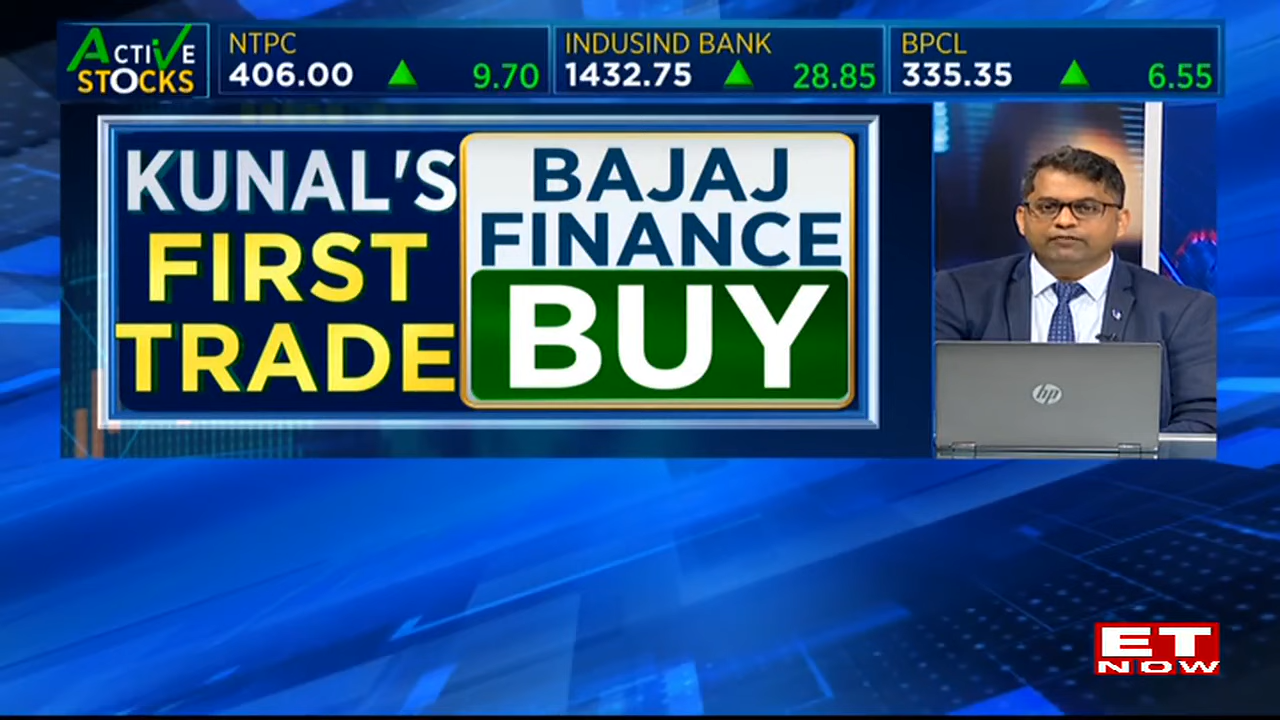 ACTIVE
STOCKS
NTPC
406.00 ▲ 9.70
INDUSIND BANK
1432.75 ▲ 28.85
BPCL
335.35 ▲ 6.55
KUNAL'S
FIRST
TRADE
BAJAJ
FINANCE
BUY
hp
ET
NOW